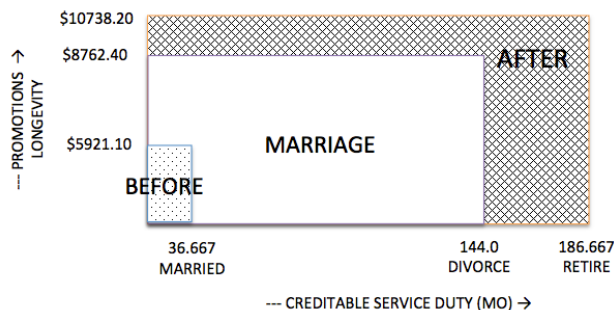 $10738.20
$8762.40
AFTER
--- PROMOTIONS →
LONGEVITY
$5921.10
MARRIAGE
BEFORE
36.667
MARRIED
144.0
DIVORCE
186.667
RETIRE
--- CREDITABLE SERVICE DUTY (MO) →